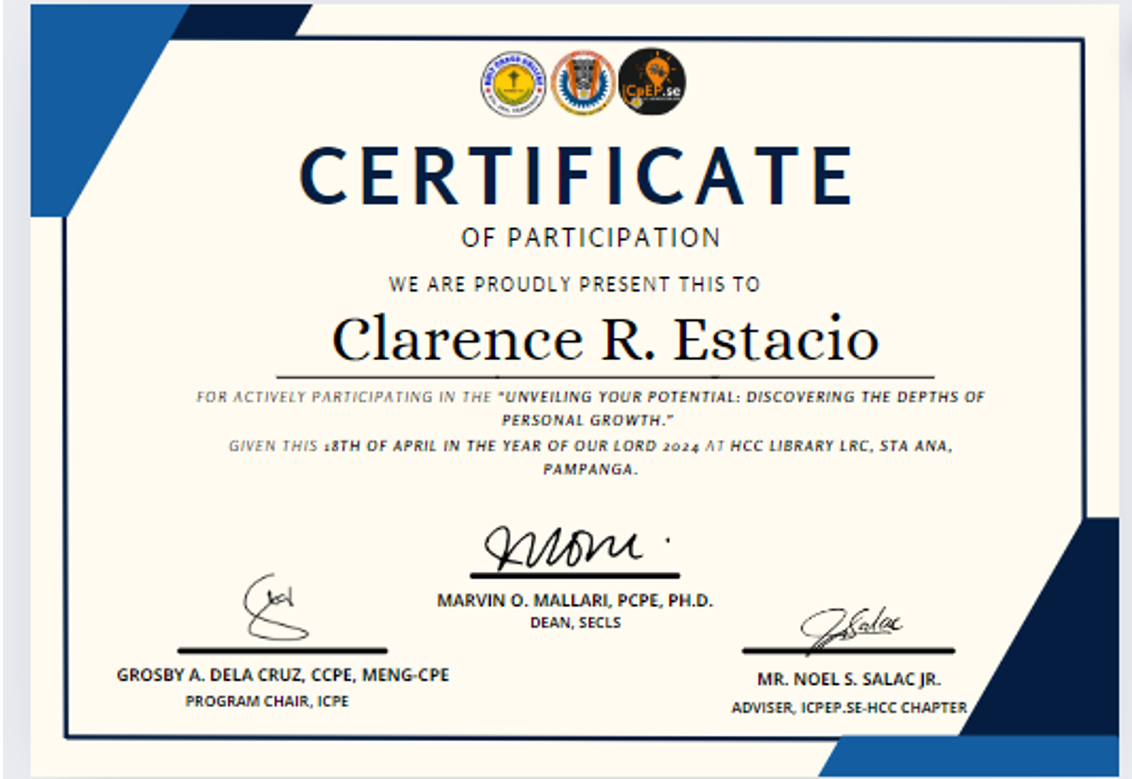 HOLY CROSS COLLEGE
ICpEP.se
CERTIFICATE
OF PARTICIPATION
WE ARE PROUDLY PRESENT THIS TO
Clarence R. Estacio
FOR ACTIVELY PARTICIPATING IN THE "UNVEILING YOUR POTENTIAL: DISCOVERING THE DEPTHS OF
PERSONAL GROWTH."
GIVEN THIS 18TH OF APRIL IN THE YEAR OF OUR LORD 2024 AT HCC LIBRARY LRC, STA ANA,
PAMPANGA.
MARVIN O. MALLARI, PCPE, PH.D.
DEAN, SECLS
GROSBY A. DELA CRUZ, CCPE, MENG-CPE
PROGRAM CHAIR, ICPE
Salac
MR. NOEL S. SALAC JR.
ADVISER, ICPEP.SE-HCC CHAPTER